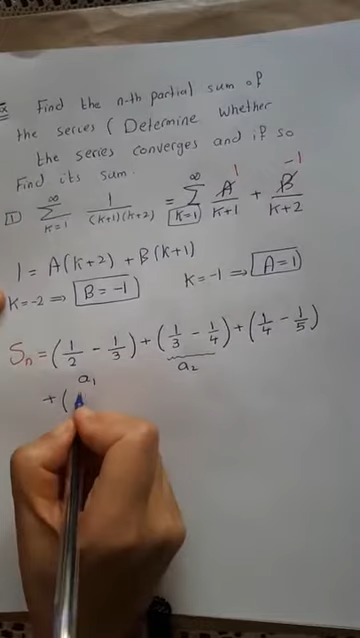 Find the n-th partial sum of
the series ( Determine whether
the series converges and if so
Find its sum.
1 ∞ Σ K=1 1/(K+1)(K+2) = ∞ Σ K=1 A 1/K+1 + B -1/K+2
1 = A(K+2) + B(K+1)
K=-2 ⇒ B=-1 K=-1 ⇒ A=1
Sn = (1/2 - 1/3) + (1/3 - 1/4) + (1/4 - 1/5)
a1 a2
+ (